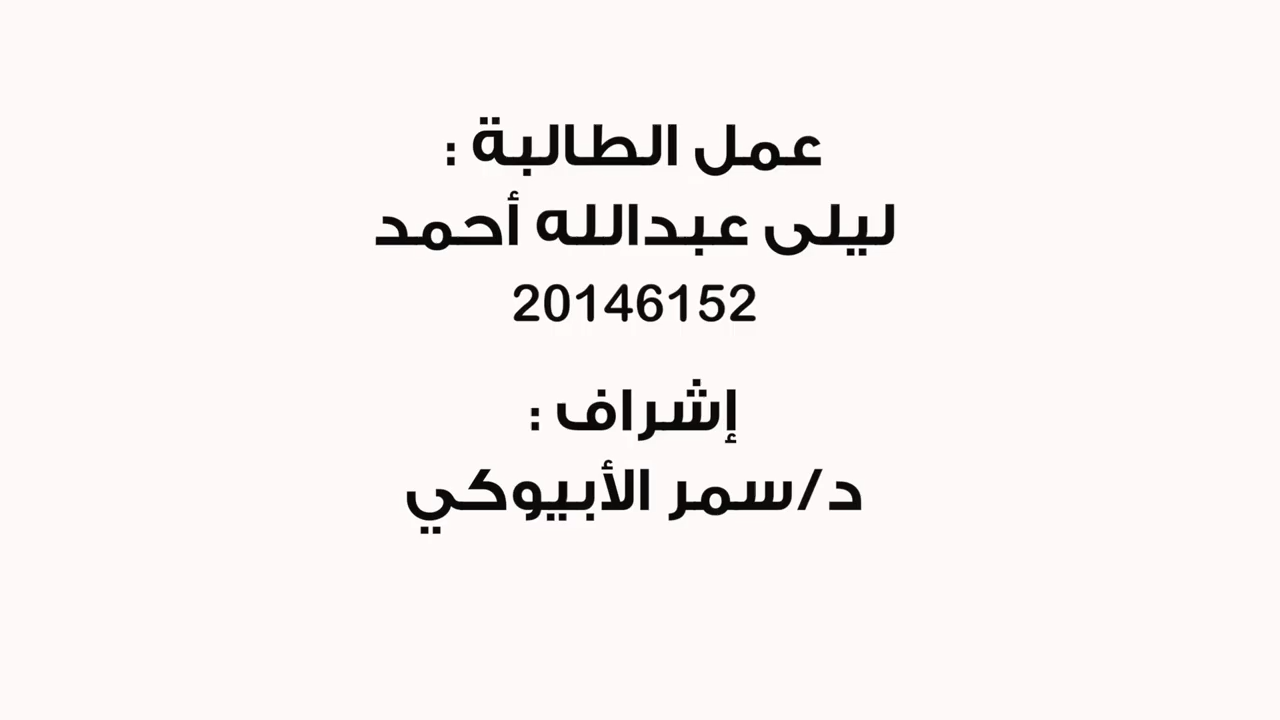 عمل الطالبة :
ليلى عبدالله أحمد
20146152
إشراف :
د/سمر الأبيوكي